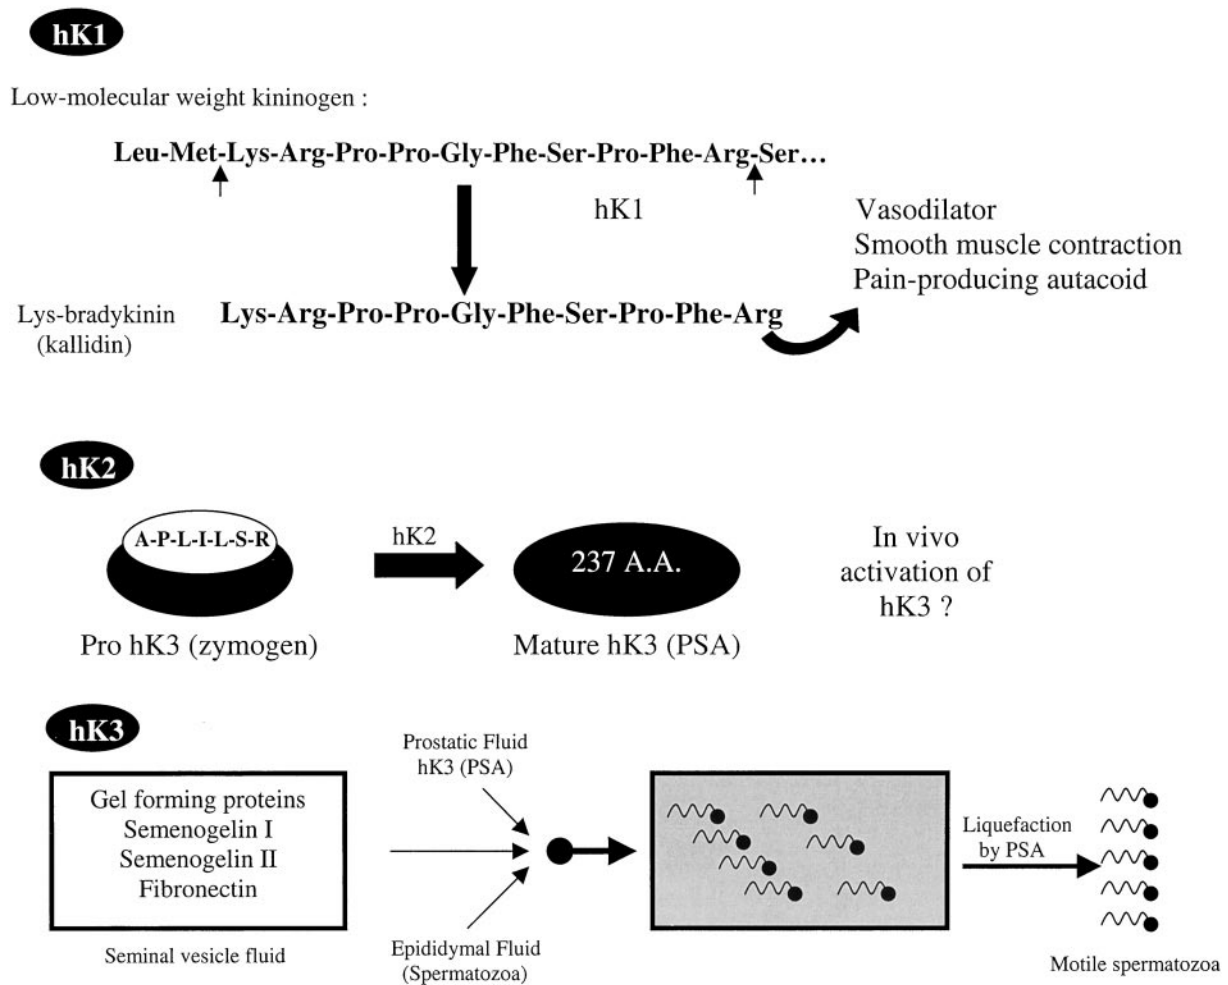 hK1
Low-molecular weight kininogen :
Leu-Met-Lys-Arg-Pro-Pro-Gly-Phe-Ser-Pro-Phe-Arg-Ser...
hK1
Vasodilator
Smooth muscle contraction
Pain-producing autacoid
Lys-bradykinin
(kallidin)
Lys-Arg-Pro-Pro-Gly-Phe-Ser-Pro-Phe-Arg
hK2
A-P-L-I-L-S-R
hK2
237 A.A.
In vivo
activation of
hK3 ?
Pro hK3 (zymogen)
Mature hK3 (PSA)
hK3
Gel forming proteins
Semenogelin I
Semenogelin II
Fibronectin
Seminal vesicle fluid
Prostatic Fluid
hK3 (PSA)
Epididymal Fluid
(Spermatozoa)
Liquefaction
by PSA
Motile spermatozoa